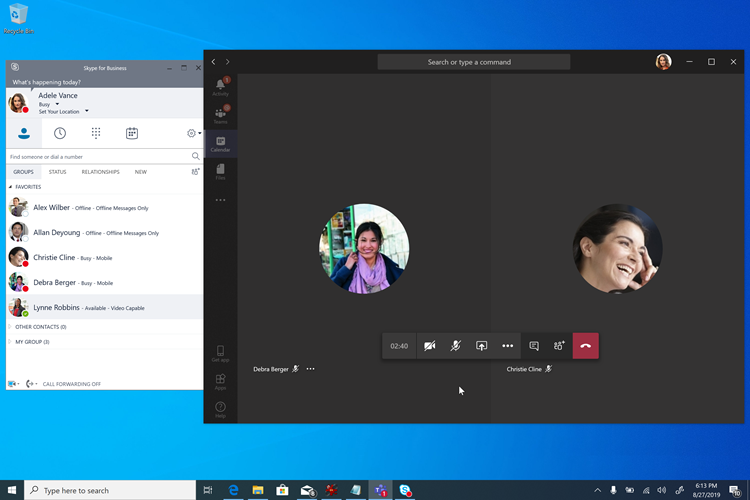 Recycle Bin
Skype for Business
What's happening today?
Adele Vance
Busy
Set Your Location
Find someone or dial a number
GROUPS STATUS RELATIONSHIPS NEW
FAVORITES
Alex Wilber - Offline - Offline Messages Only
Allan Deyoung - Offline - Offline Messages Only
Christie Cline - Busy - Mobile
Debra Berger - Busy - Mobile
Lynne Robbins - Available - Video Capable
OTHER CONTACTS (0)
MY GROUP (3)
CALL FORWARDING OFF
Search or type a command
1
Activity
Teams
Calendar
Files
Get app
Apps
Help
02:40
Debra Berger
Christie Cline
Type here to search
6:13 PM
8/27/2019